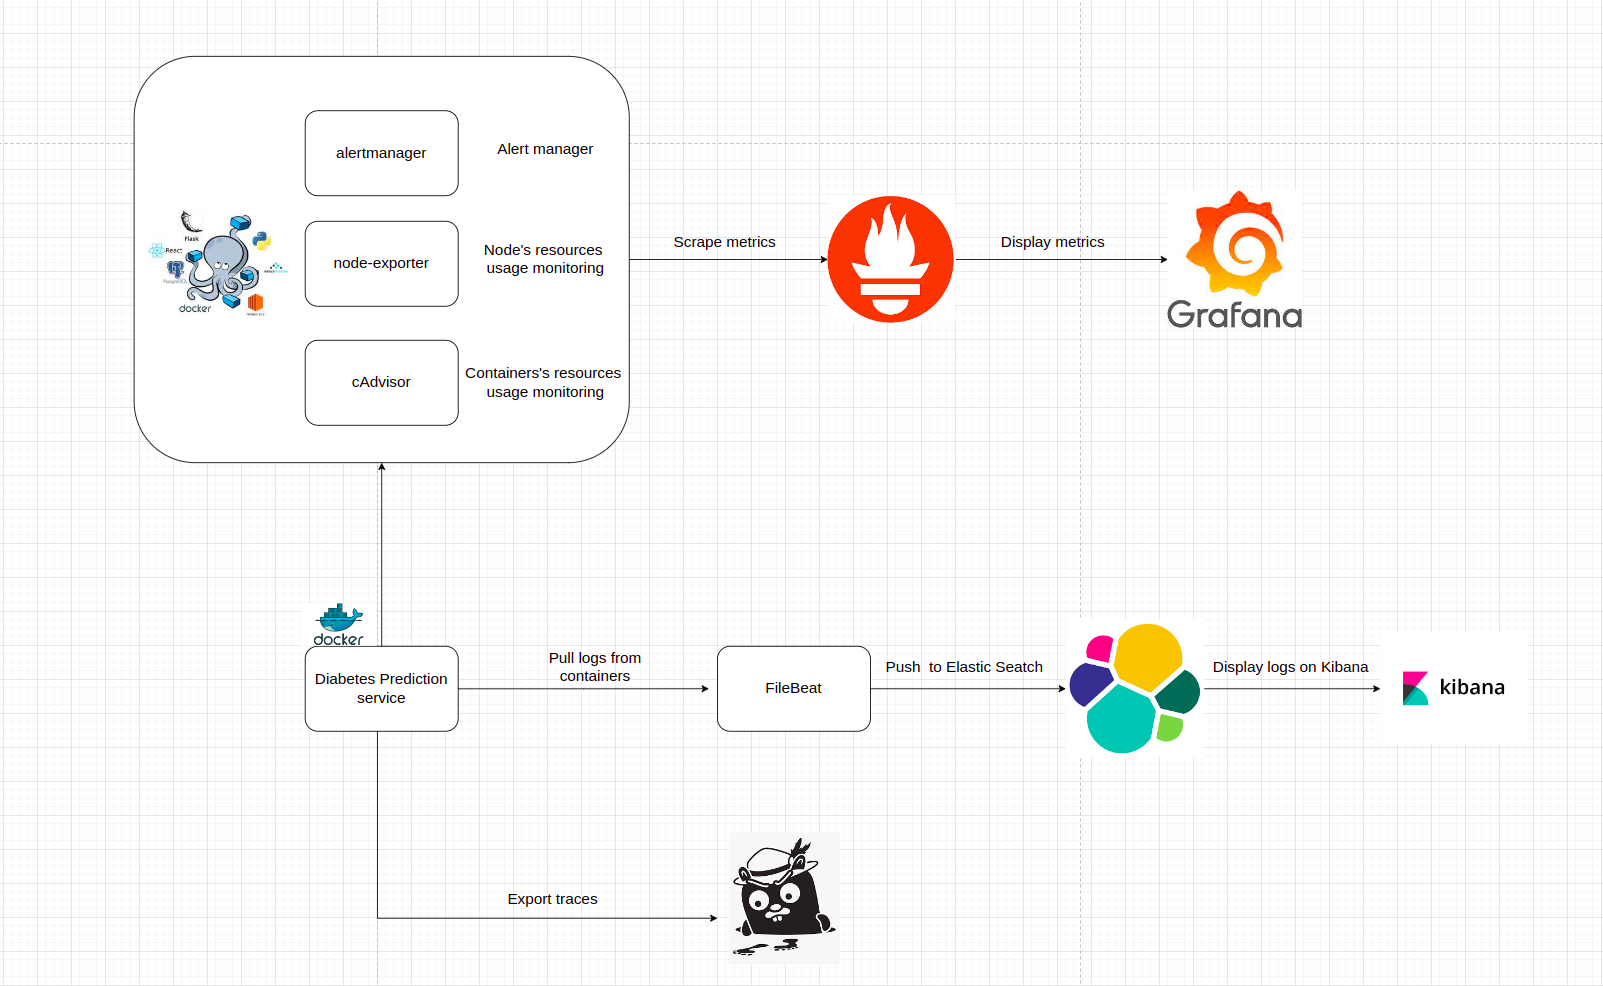 alertmanager
Alert manager
node-exporter
Node's resources
usage monitoring
cAdvisor
Containers's resources
usage monitoring
Flask
React
docker
Scrape metrics
Display metrics
Grafana
docker
Diabetes Prediction
service
Pull logs from
containers
FileBeat
Push  to Elastic Seatch
Display logs on Kibana
kibana
Export traces